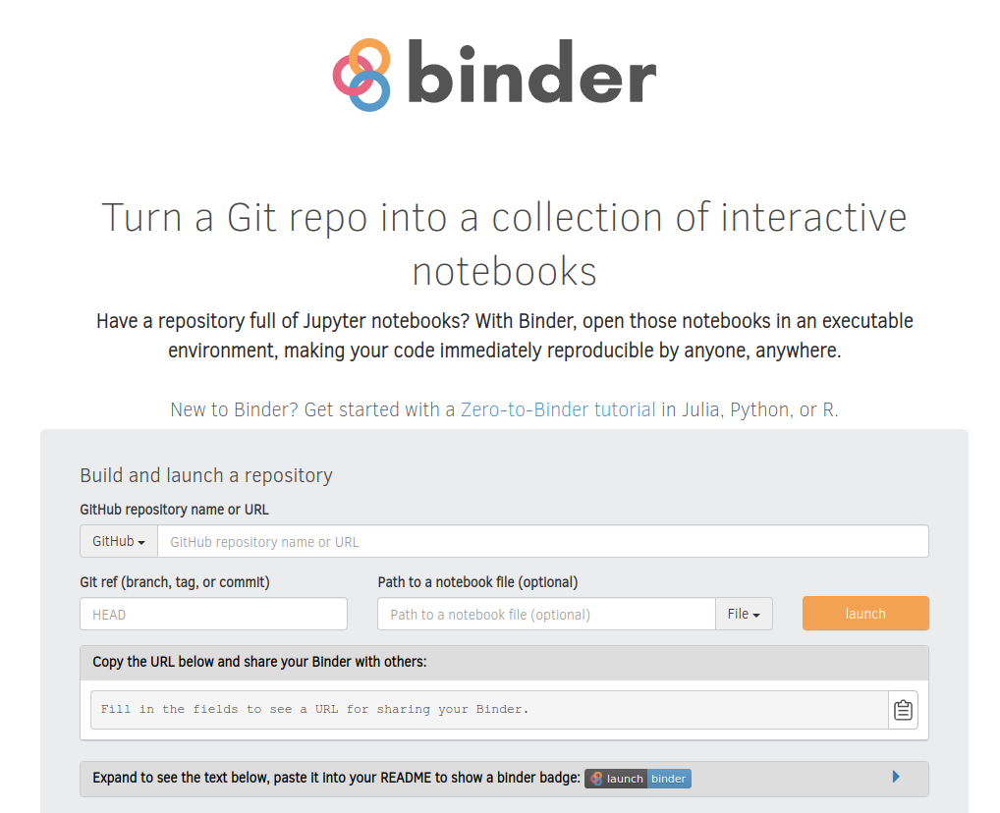 binder
Turn a Git repo into a collection of interactive
notebooks
Have a repository full of Jupyter notebooks? With Binder, open those notebooks in an executable
environment, making your code immediately reproducible by anyone, anywhere.
New to Binder? Get started with a Zero-to-Binder tutorial in Julia, Python, or R.
Build and launch a repository
GitHub repository name or URL
GitHub GitHub repository name or URL
Git ref (branch, tag, or commit) Path to a notebook file (optional)
HEAD Path to a notebook file (optional) File launch
Copy the URL below and share your Binder with others:
Fill in the fields to see a URL for sharing your Binder.
Expand to see the text below, paste it into your README to show a binder badge: launch binder